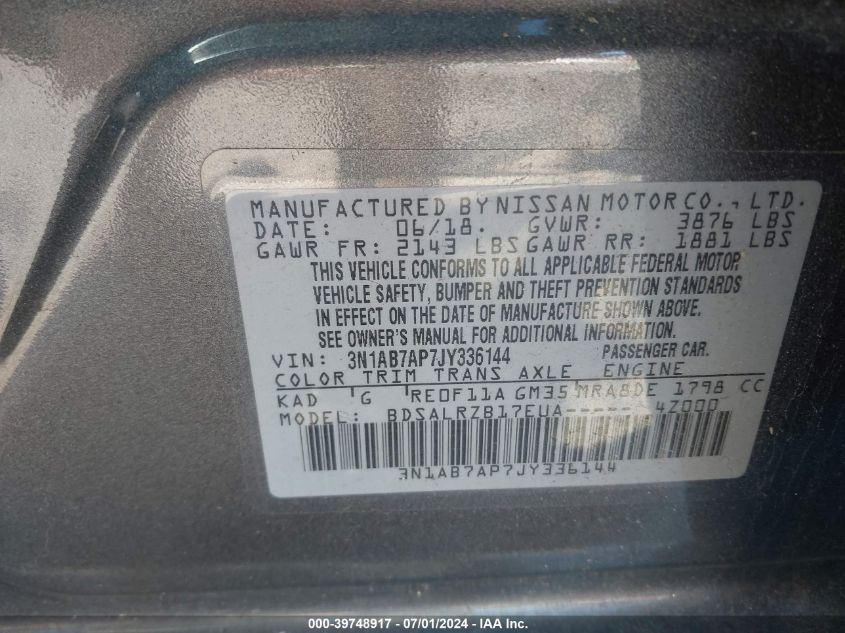 MANUFACTURED BY NISSAN MOTOR CO., LTD.
DATE: 06/18. GVWR: 3876 LBS
GAWR FR: 2143 LBS GAWR RR: 1881 LBS
THIS VEHICLE CONFORMS TO ALL APPLICABLE FEDERAL MOTOR
VEHICLE SAFETY, BUMPER AND THEFT PREVENTION STANDARDS
IN EFFECT ON THE DATE OF MANUFACTURE SHOWN ABOVE.
SEE OWNER'S MANUAL FOR ADDITIONAL INFORMATION.
VIN: 3N1AB7AP7JY336144 PASSENGER CAR.
COLOR TRIM TRANS AXLE ENGINE
KAD G RE0F11A GM35 MRA8DE 1798 CC
MODEL: BDSALRZB17EUA----- 4Z000
3N1AB7AP7JY336144
000-39748917 - 07/01/2024 - Copyright IAA, Inc.